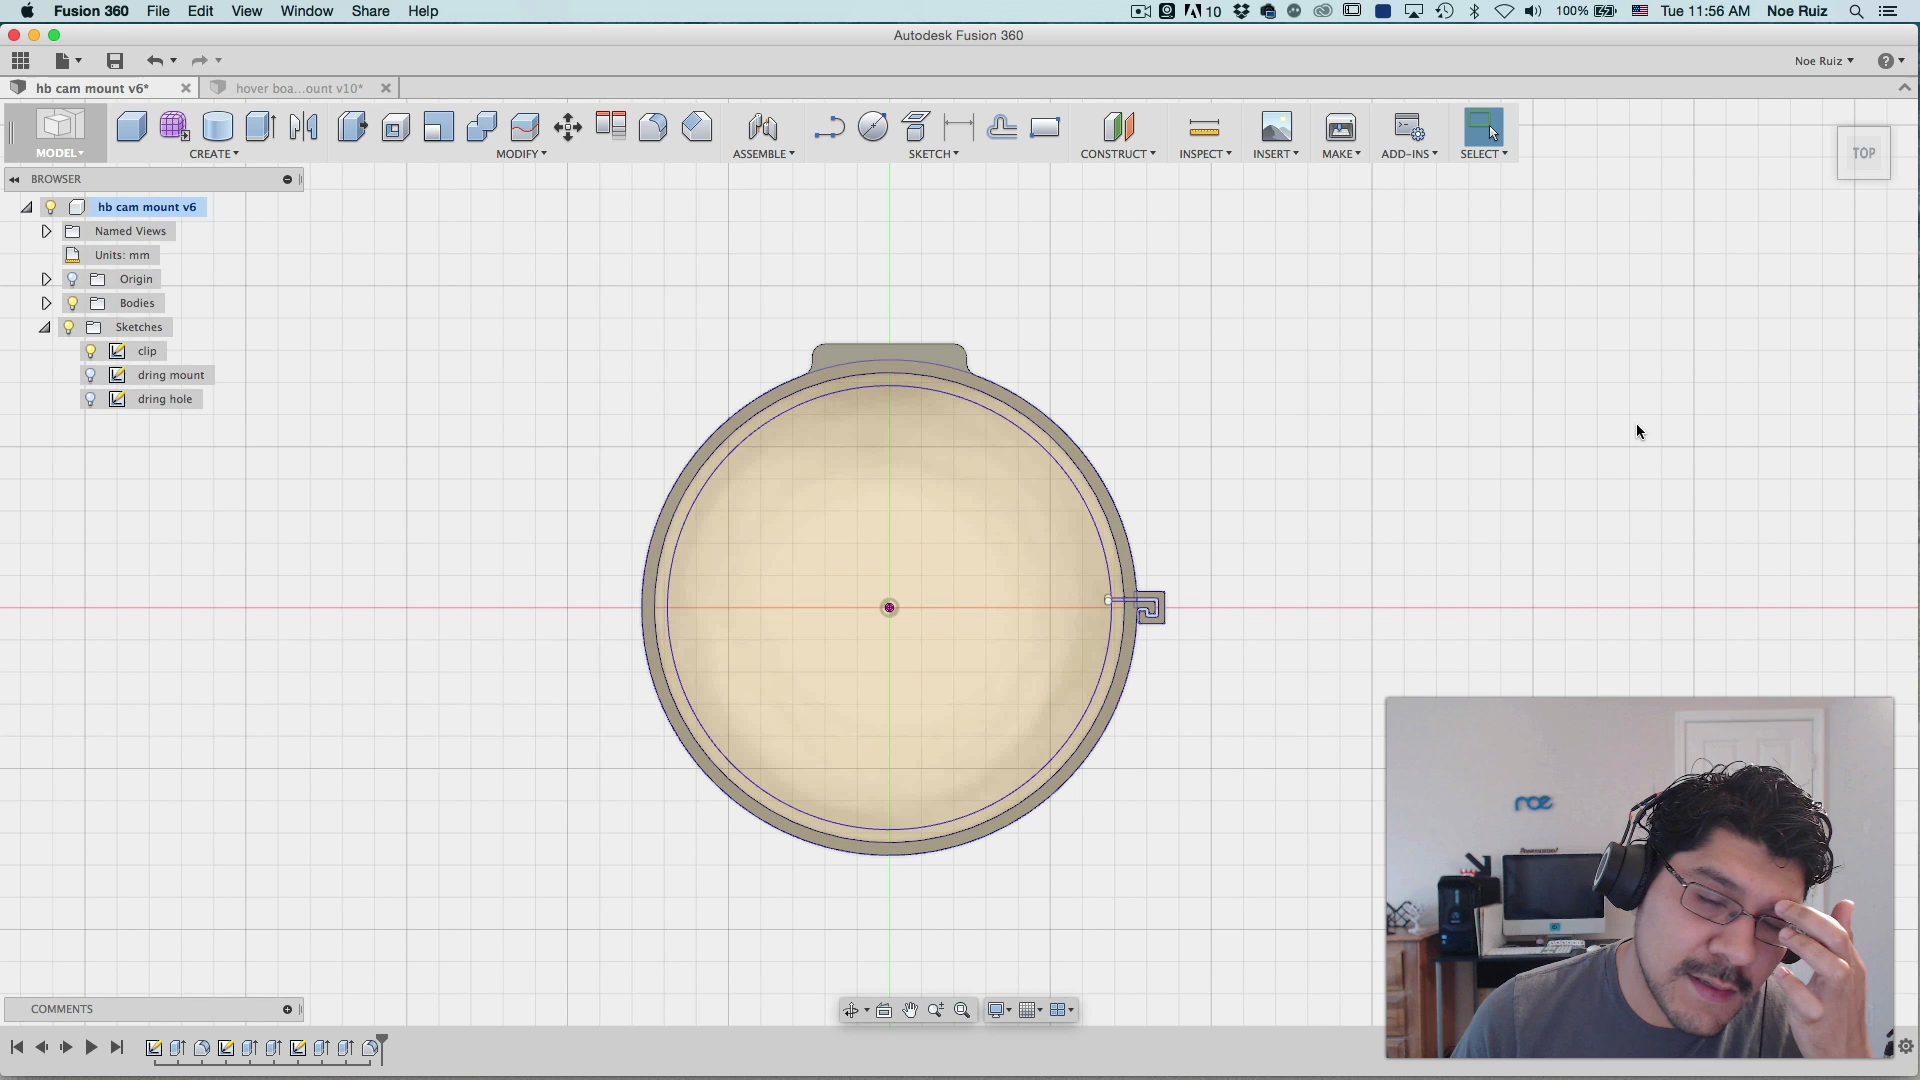 Fusion 360 File Edit View Window Share Help 10 100% Tue 11:56 AM Noe Ruiz
Autodesk Fusion 360
Noe Ruiz ?
hb cam mount v6* hover boa...ount v10*
MODEL CREATE MODIFY ASSEMBLE SKETCH CONSTRUCT INSPECT INSERT MAKE ADD-INS SELECT
TOP
BROWSER
hb cam mount v6
Named Views
Units: mm
Origin
Bodies
Sketches
clip
dring mount
dring hole
noe
COMMENTS